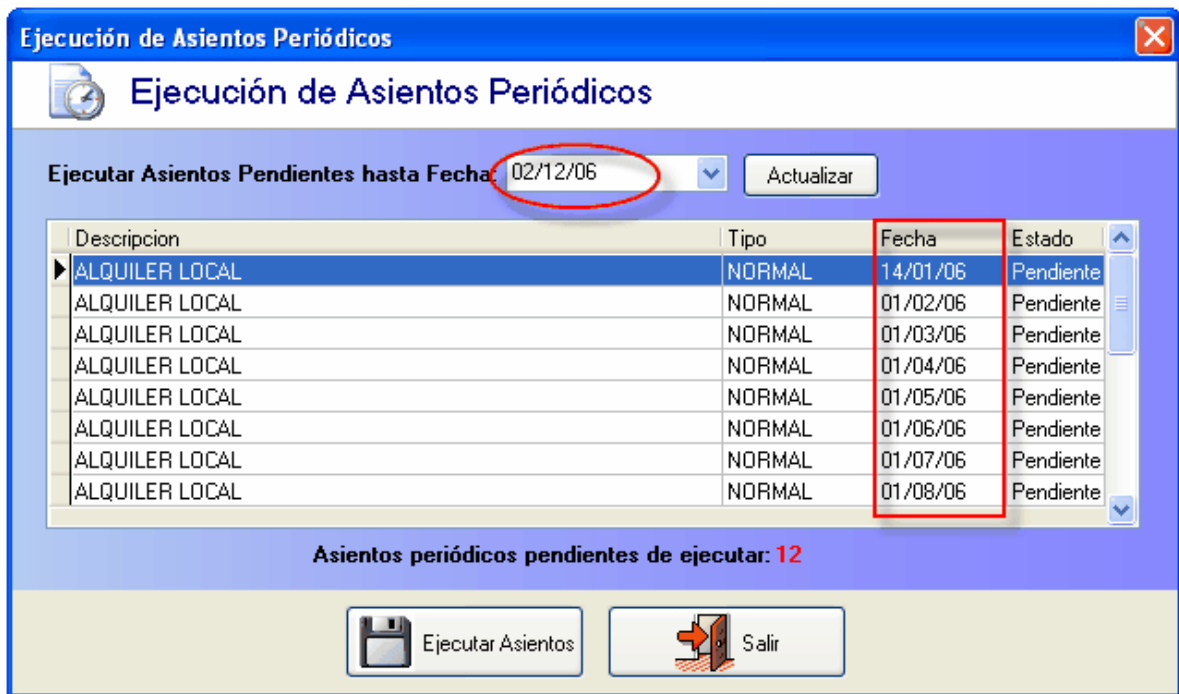 Ejecución de Asientos Periódicos
Ejecución de Asientos Periódicos
Ejecutar Asientos Pendientes hasta Fecha: 02/12/06 Actualizar
Descripcion Tipo Fecha Estado
ALQUILER LOCAL NORMAL 14/01/06 Pendiente
ALQUILER LOCAL NORMAL 01/02/06 Pendiente
ALQUILER LOCAL NORMAL 01/03/06 Pendiente
ALQUILER LOCAL NORMAL 01/04/06 Pendiente
ALQUILER LOCAL NORMAL 01/05/06 Pendiente
ALQUILER LOCAL NORMAL 01/06/06 Pendiente
ALQUILER LOCAL NORMAL 01/07/06 Pendiente
ALQUILER LOCAL NORMAL 01/08/06 Pendiente
Asientos periódicos pendientes de ejecutar: 12
Ejecutar Asientos Salir